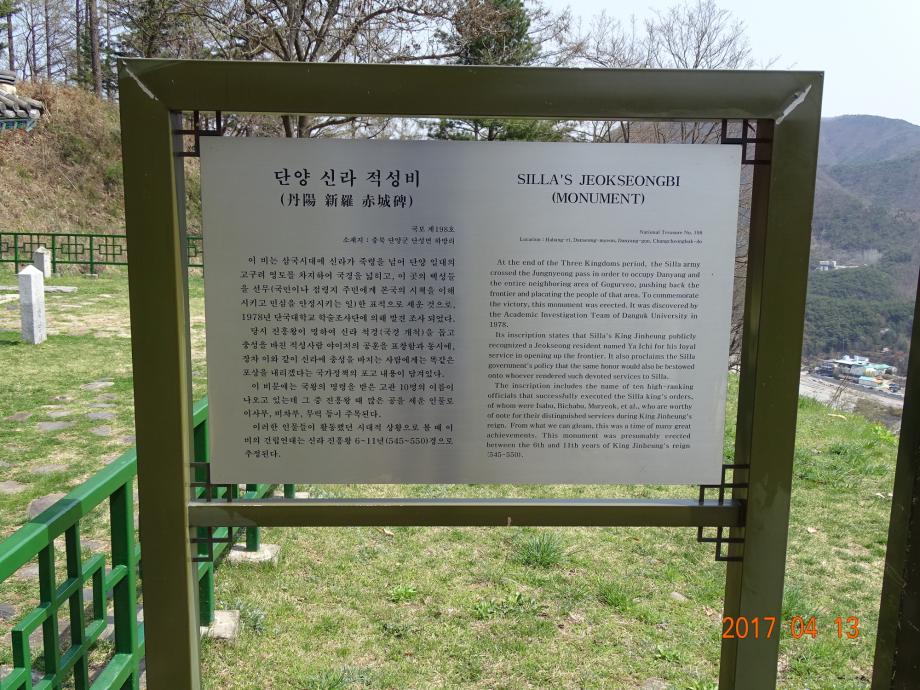 단양 신라 적성비
(丹陽 新羅 赤城碑)
국보 제198호
소재지 : 충북 단양군 단성면 하방리
이 비는 삼국시대에 신라가 죽령을 넘어 단양 일대의
고구려 영토를 차지하여 국경을 넓히고, 이 곳의 백성들
을 선무(국민이나 점령지 주민에게 본국의 시책을 이해
시키고 민심을 안정시키는 일)한 표적으로 세운 것으로,
1978년 단국대학교 학술조사단에 의해 발견 조사 되었다.
당시 진흥왕이 명하여 신라 척경(국경 개척)을 돕고
충성을 바친 적성사람 야이치의 공훈을 표창함과 동시에,
장차 이와 같이 신라에 충성을 바치는 사람에게는 똑같은
포상을 내리겠다는 국가정책의 포고 내용이 담겨있다.
이 비문에는 국왕의 명령을 받은 고관 10명의 이름이
나오고 있는데 그 중 진흥왕 때 많은 공을 세운 인물로
이사부, 비차부, 무력 등이 주목된다.
이러한 인물들이 활동했던 시대적 상황으로 볼 때 이
비의 건립연대는 신라 진흥왕 6~11년(545~550)경으로
추정된다.
SILLA'S JEOKSEONGBI
(MONUMENT)
National Treasure No. 198
Location : Habang-ri, Danseong-myeon, Danyang-gun, Chungcheongbuk-do
At the end of the Three Kingdoms period, the Silla army
crossed the Jungnyeong pass in order to occupy Danyang and
the entire neighboring area of Goguryeo, pushing back the
frontier and placating the people of that area. To commemorate
the victory, this monument was erected. It was discovered by
the Academic Investigation Team of Danguk University in
1978.
Its inscription states that Silla's King Jinheung publicly
recognized a Jeokseong resident named Ya Ichi for his loyal
service in opening up the frontier. It also proclaims the Silla
government's policy that the same honor would also be bestowed
onto whoever rendered such devoted services to Silla.
The inscription includes the name of ten high-ranking
officials that successfully executed the Silla king's orders,
of whom were Isabu, Bichabu, Muryeok, et al., who are worthy
of note for their distinguished services during King Jinheung's
reign. From what we can gleam, this was a time of many great
achievements. This monument was presumably erected
between the 6th and 11th years of King Jinheung's reign
(545~550).
2017 04 13